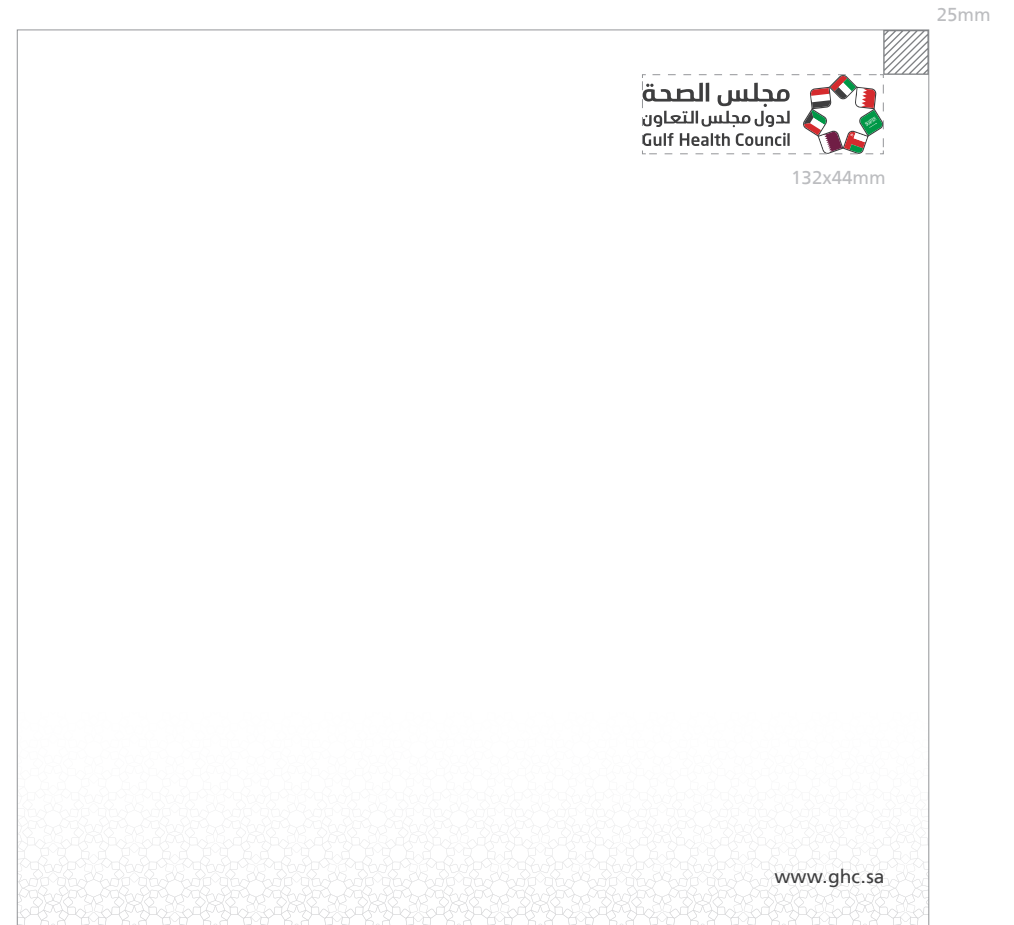 25mm
مجلس الصحة
لدول مجلس التعاون
Gulf Health Council
132x44mm
www.ghc.sa